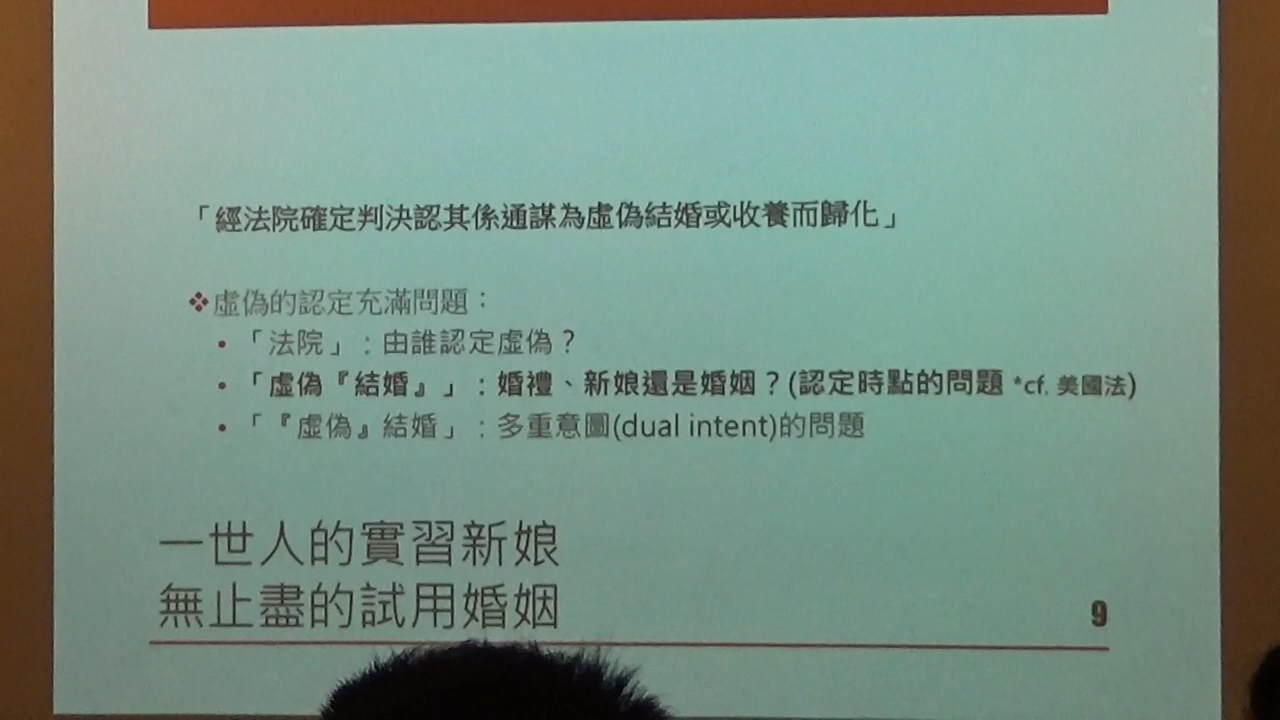 「經法院確定判決認其係通謀為虛偽結婚或收養而歸化」
❖虛偽的認定充滿問題：
•「法院」：由誰認定虛偽？
•「虛偽『結婚』」：婚禮、新娘還是婚姻？(認定時點的問題 *cf. 美國法)
•「『虛偽』結婚」：多重意圖(dual intent)的問題
一世人的實習新娘
無止盡的試用婚姻
9